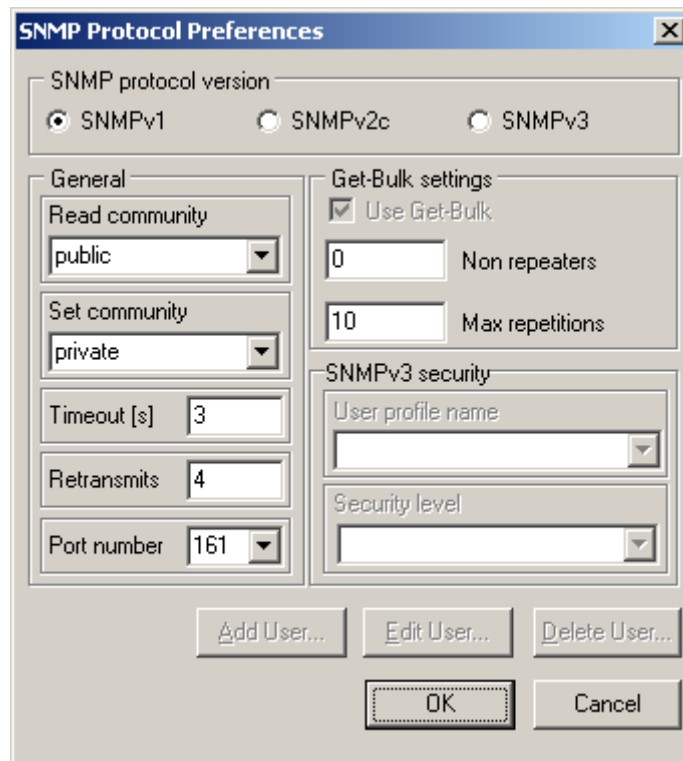 SNMP Protocol Preferences
SNMP protocol version
SNMPv1 SNMPv2c SNMPv3
General
Read community
public
Set community
private
Timeout [s] 3
Retransmits 4
Port number 161
Get-Bulk settings
Use Get-Bulk
0 Non repeaters
10 Max repetitions
SNMPv3 security
User profile name
Security level
Add User... Edit User... Delete User...
OK Cancel